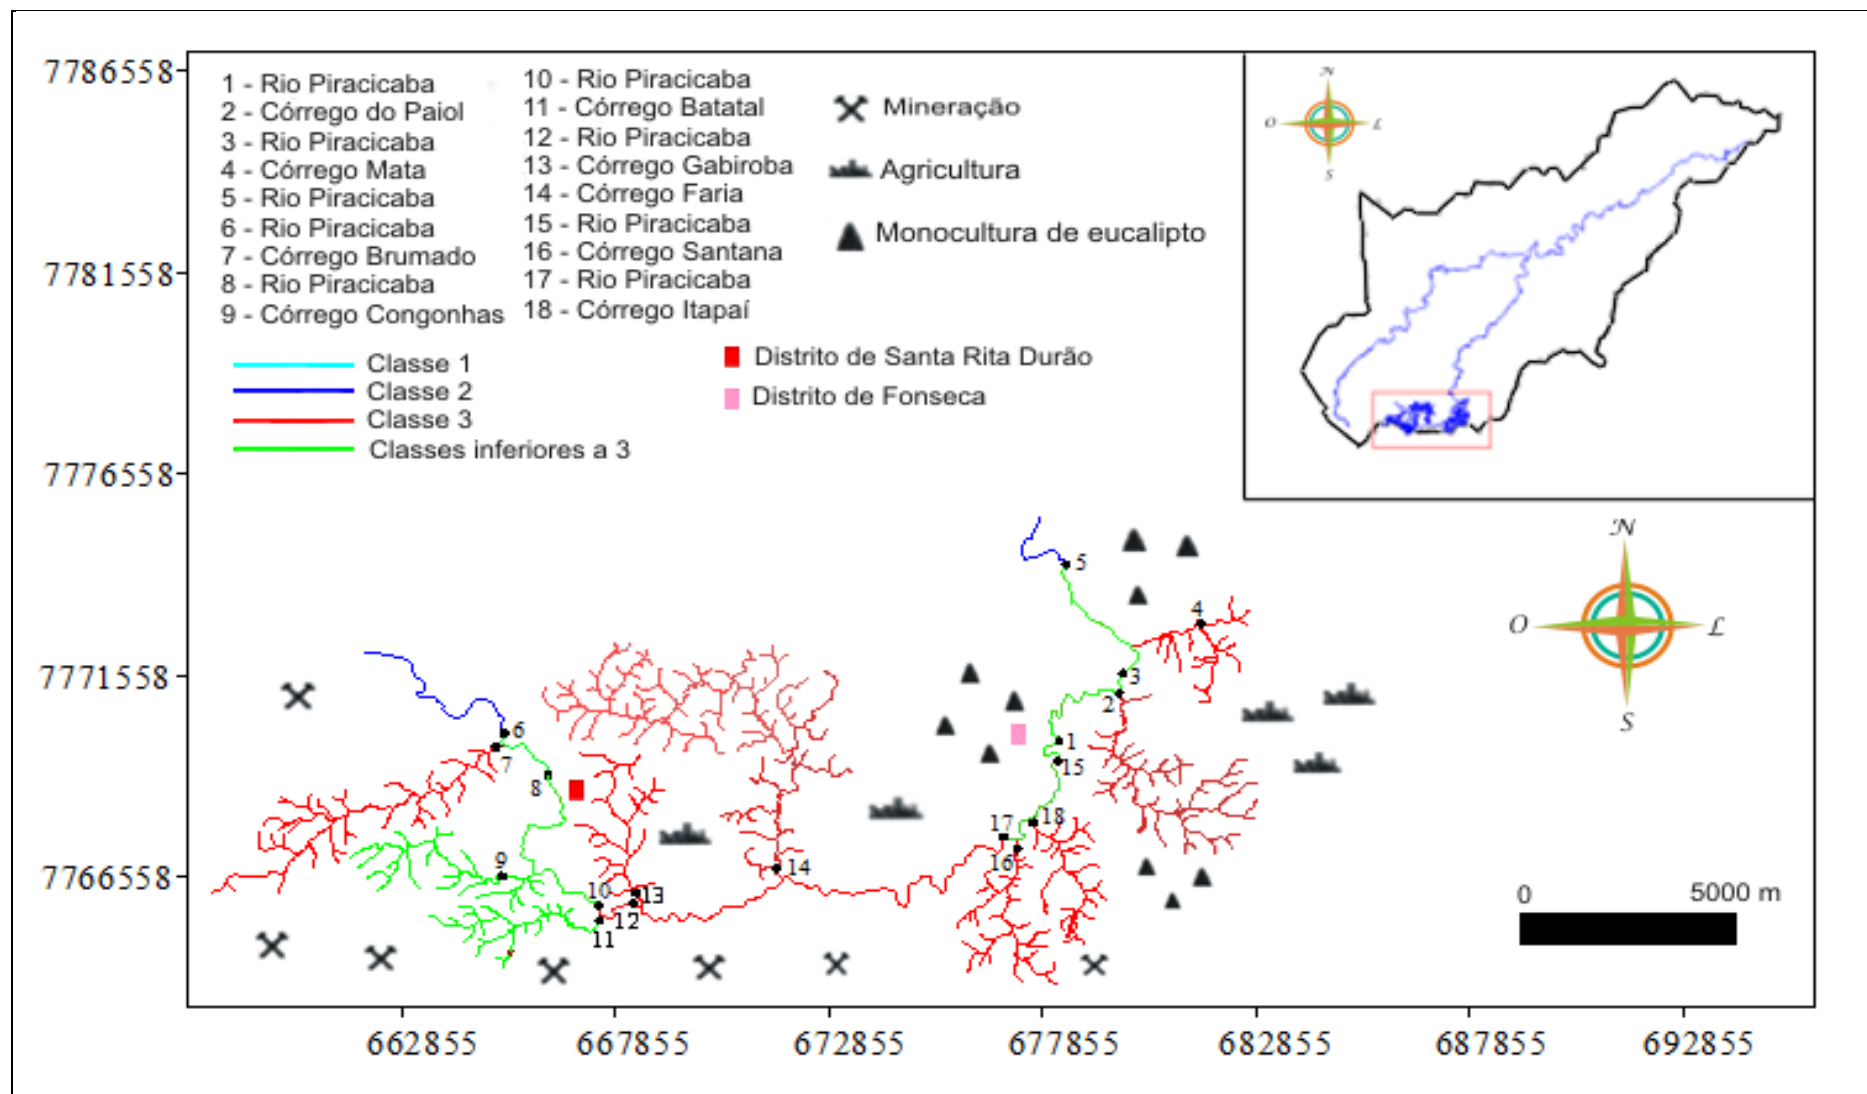 7786558
7781558
7776558
7771558
7766558
1 - Rio Piracicaba
2 - Córrego do Paiol
3 - Rio Piracicaba
4 - Córrego Mata
5 - Rio Piracicaba
6 - Rio Piracicaba
7 - Córrego Brumado
8 - Rio Piracicaba
9 - Córrego Congonhas
10 - Rio Piracicaba
11 - Córrego Batatal
12 - Rio Piracicaba
13 - Córrego Gabiroba
14 - Córrego Faria
15 - Rio Piracicaba
16 - Córrego Santana
17 - Rio Piracicaba
18 - Córrego Itapaí
Mineração
Agricultura
Monocultura de eucalipto
Classe 1
Classe 2
Classe 3
Classes inferiores a 3
Distrito de Santa Rita Durão
Distrito de Fonseca
N
O
L
S
N
O
L
S
5
4
3
2
1
15
18
17
16
14
6
7
8
9
10
13
12
11
0
5000 m
662855
667855
672855
677855
682855
687855
692855